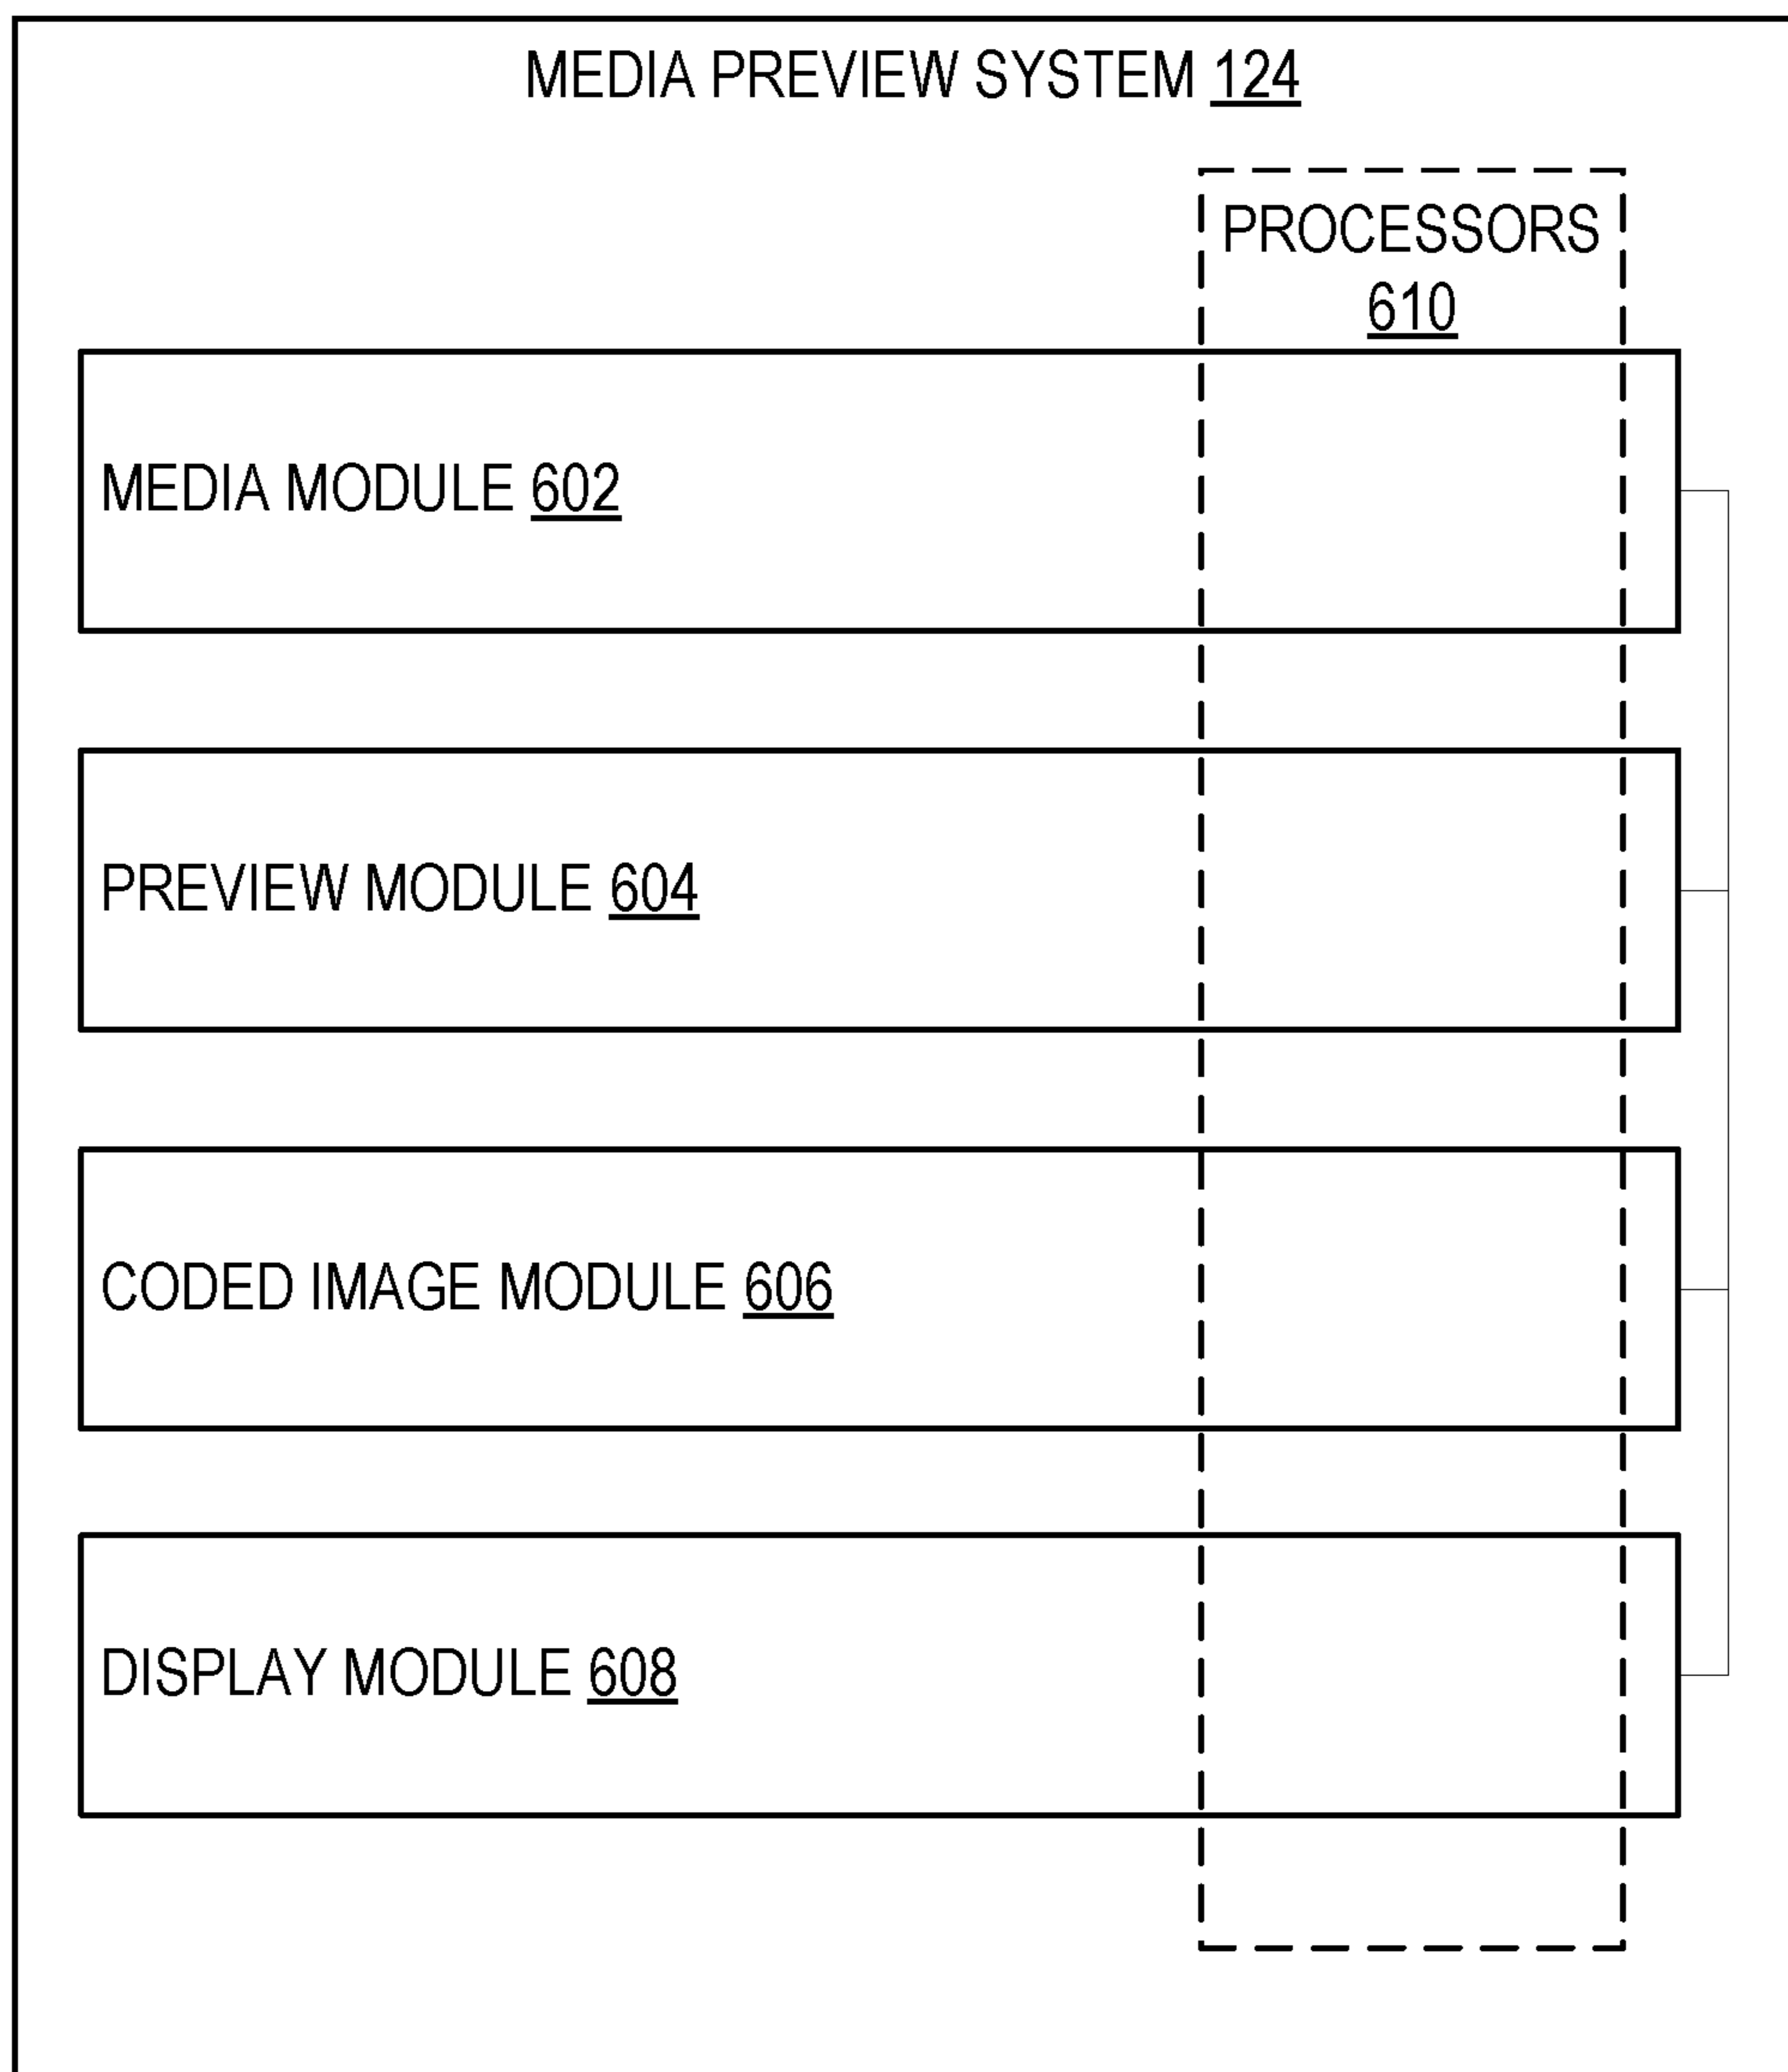 MEDIA PREVIEW SYSTEM 124
PROCESSORS
610
MEDIA MODULE 602
PREVIEW MODULE 604
CODED IMAGE MODULE 606
DISPLAY MODULE 608